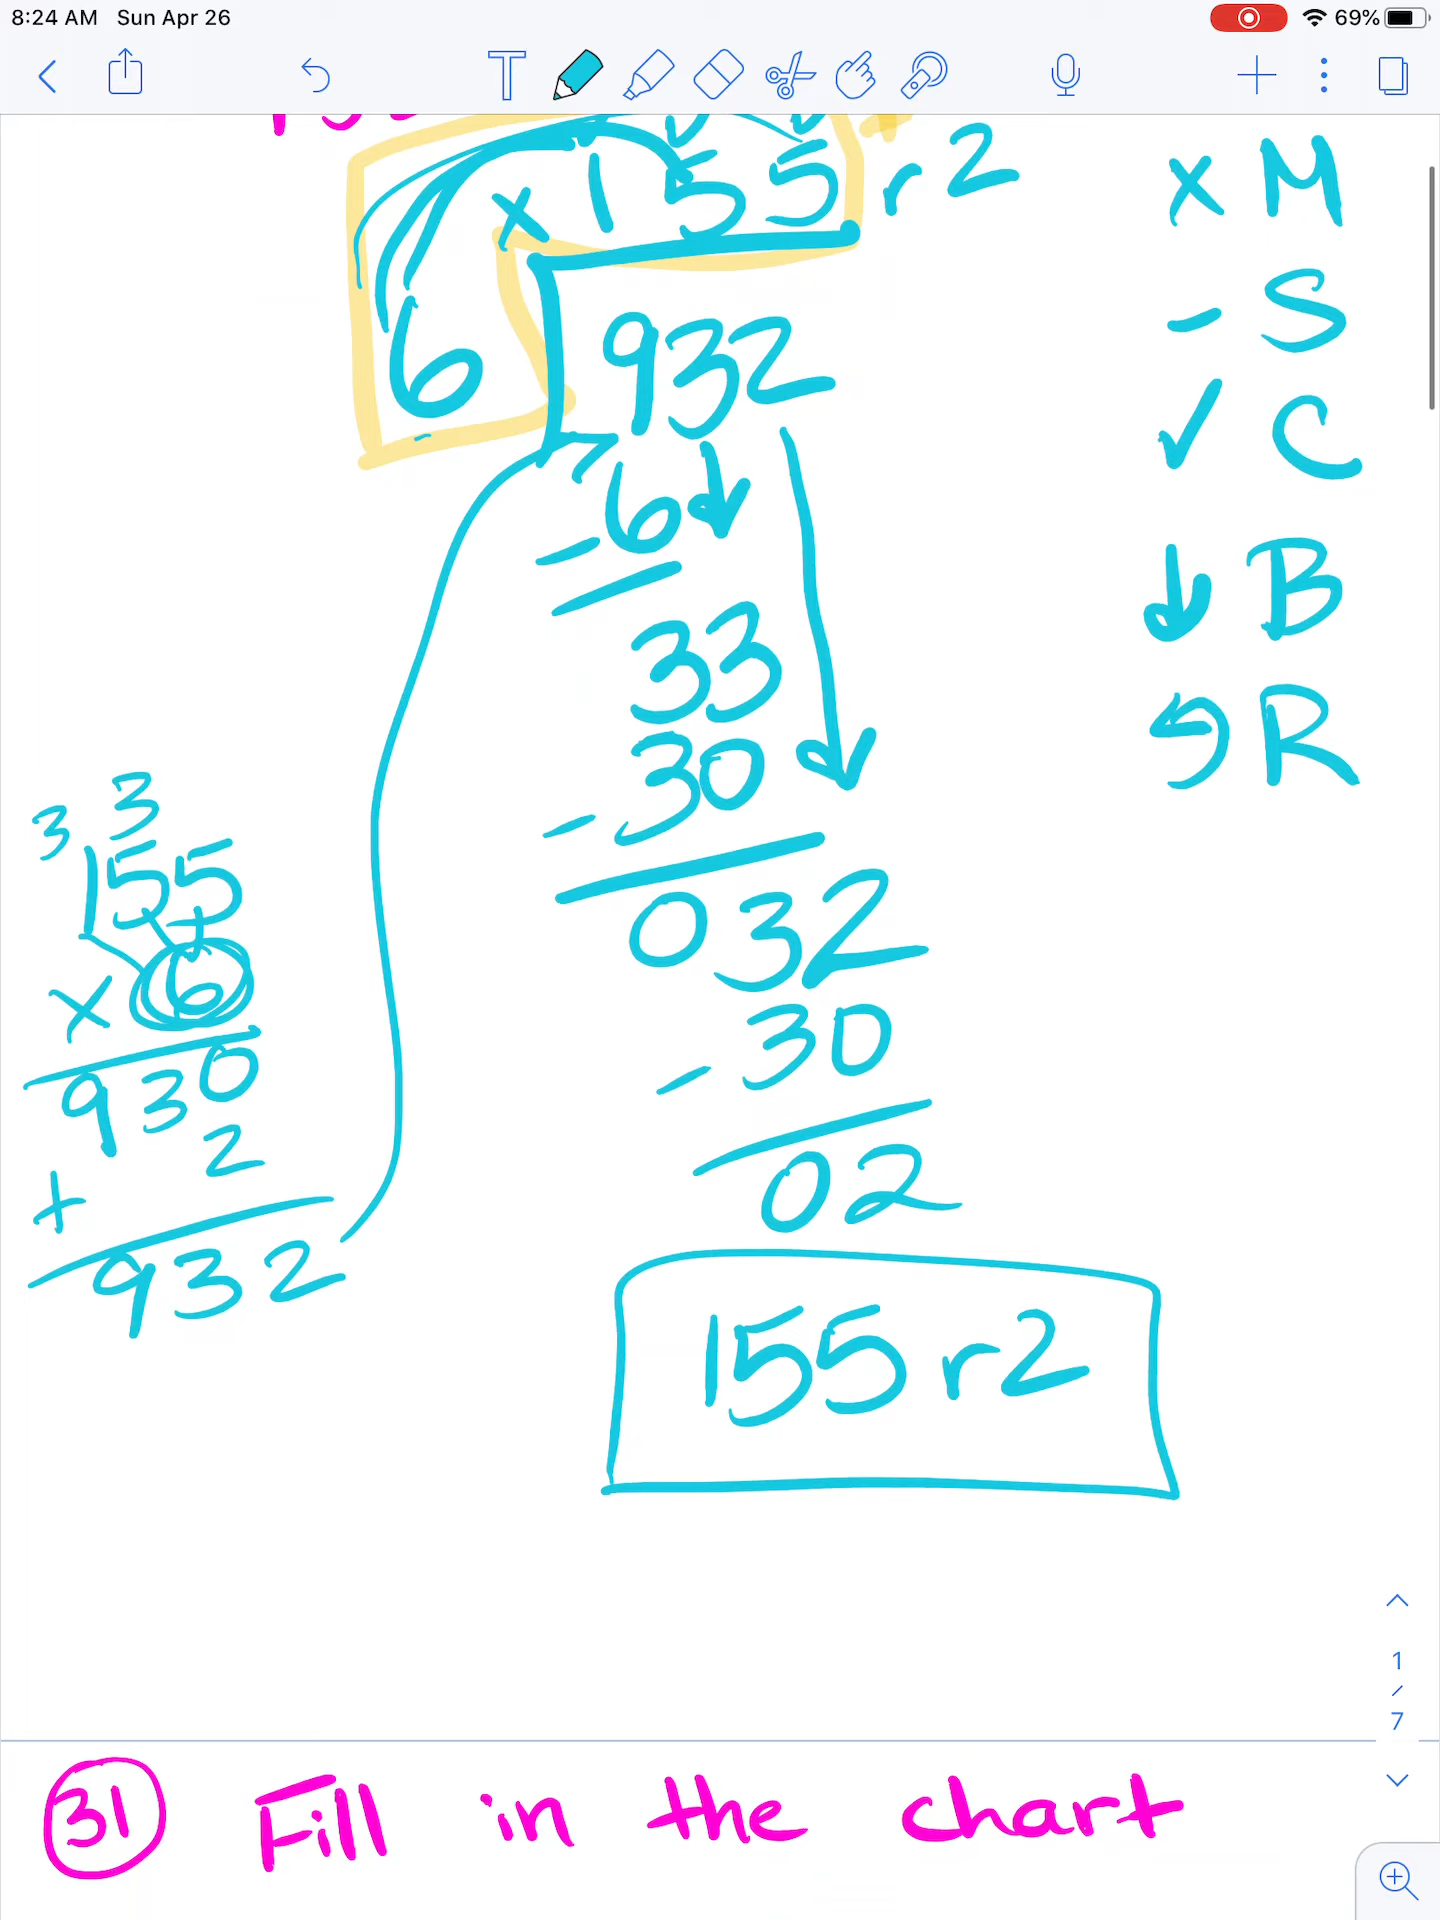 8:24 AM Sun Apr 26 69%
T
x 155 r2
6 932
-6
33
-30
032
-30
02
155 r2
x M
- S
✓ C
↓ B
R
3 3
155
x 6
930
+ 2
932
1
/
7
31 Fill in the chart